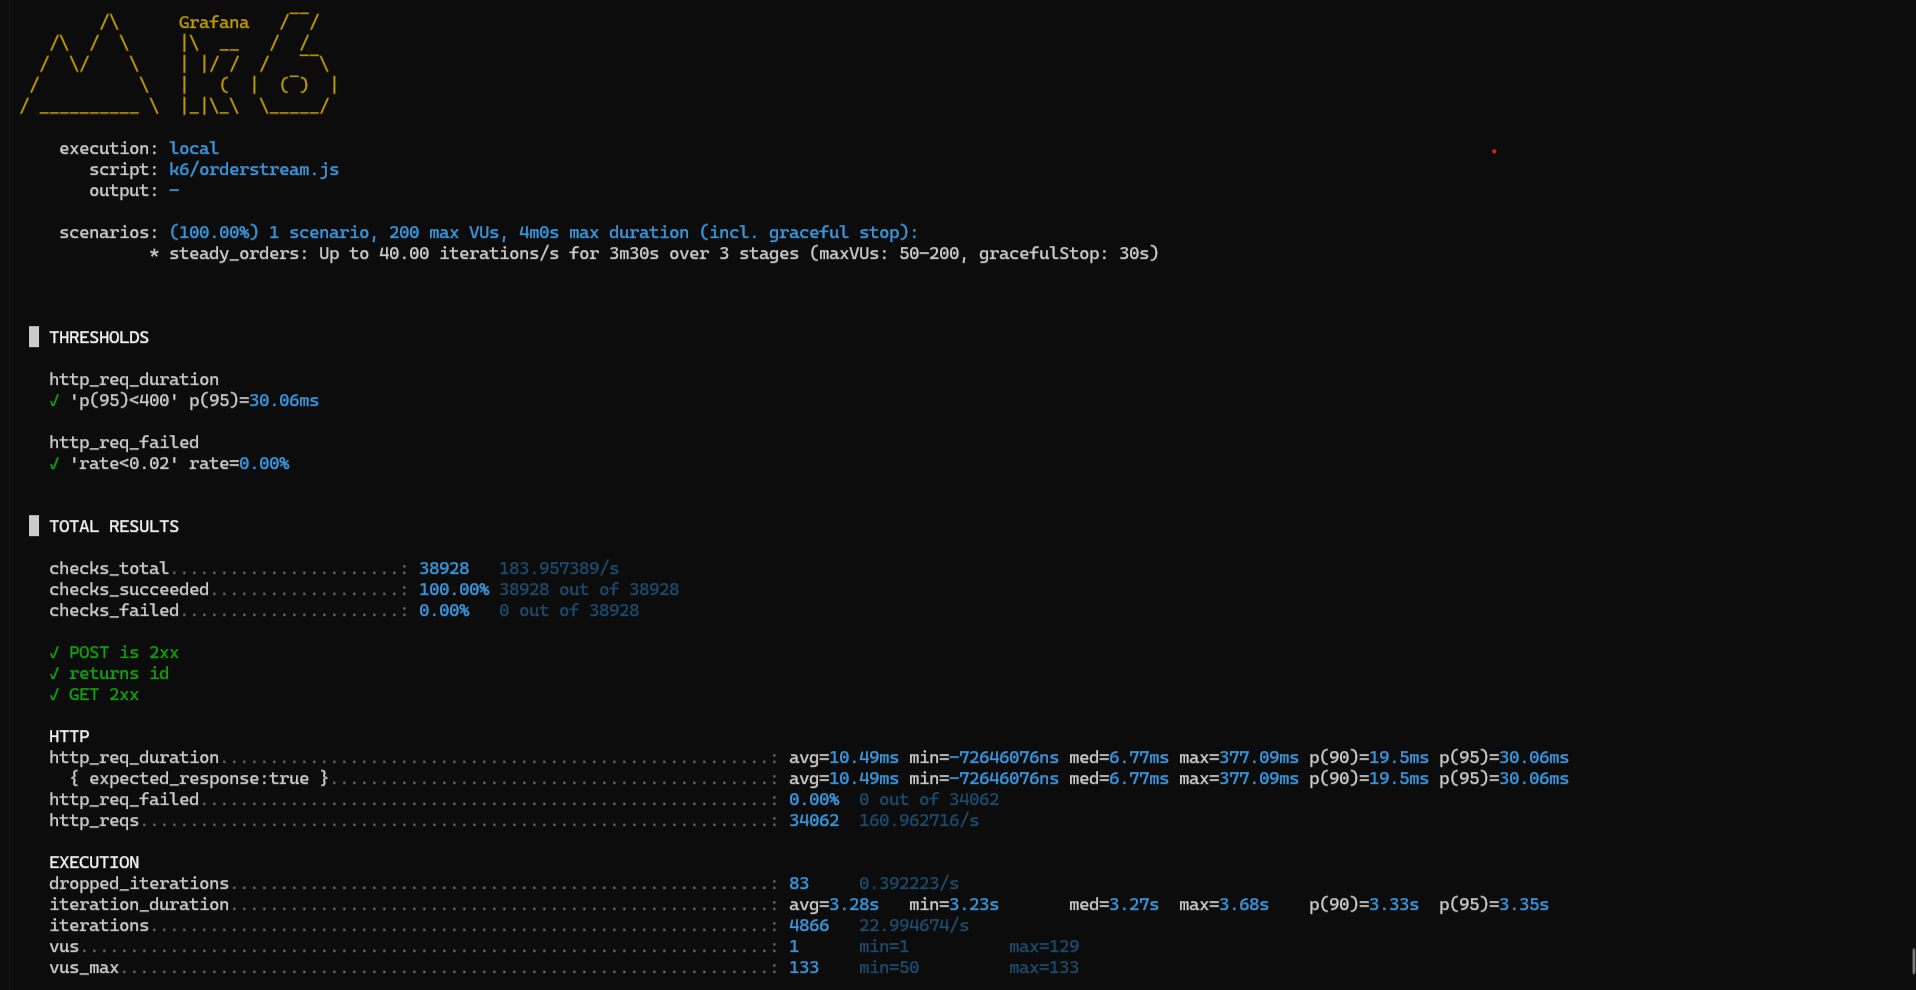 Grafana
execution: local
script: k6/orderstream.js
output: -
scenarios: (100.00%) 1 scenario, 200 max VUs, 4m0s max duration (incl. graceful stop):
* steady_orders: Up to 40.00 iterations/s for 3m30s over 3 stages (maxVUs: 50-200, gracefulStop: 30s)
THRESHOLDS
http_req_duration
✓ 'p(95)<400' p(95)=30.06ms
http_req_failed
✓ 'rate<0.02' rate=0.00%
TOTAL RESULTS
checks_total.......................: 38928 183.957389/s
checks_succeeded...................: 100.00% 38928 out of 38928
checks_failed......................: 0.00% 0 out of 38928
✓ POST is 2xx
✓ returns id
✓ GET 2xx
HTTP
http_req_duration.......................................................: avg=10.49ms min=-72646076ns med=6.77ms max=377.09ms p(90)=19.5ms p(95)=30.06ms
{ expected_response:true }............................................: avg=10.49ms min=-72646076ns med=6.77ms max=377.09ms p(90)=19.5ms p(95)=30.06ms
http_req_failed.........................................................: 0.00% 0 out of 34062
http_reqs...............................................................: 34062 160.962716/s
EXECUTION
dropped_iterations......................................................: 83 0.392223/s
iteration_duration......................................................: avg=3.28s min=3.23s med=3.27s max=3.68s p(90)=3.33s p(95)=3.35s
iterations..............................................................: 4866 22.994674/s
vus.....................................................................: 1 min=1 max=129
vus_max.................................................................: 133 min=50 max=133